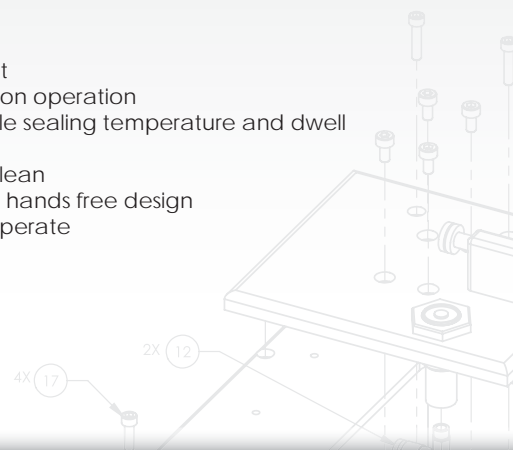 t
on operation
le sealing temperature and dwell
lean
hands free design
perate
2X 12
4X 17